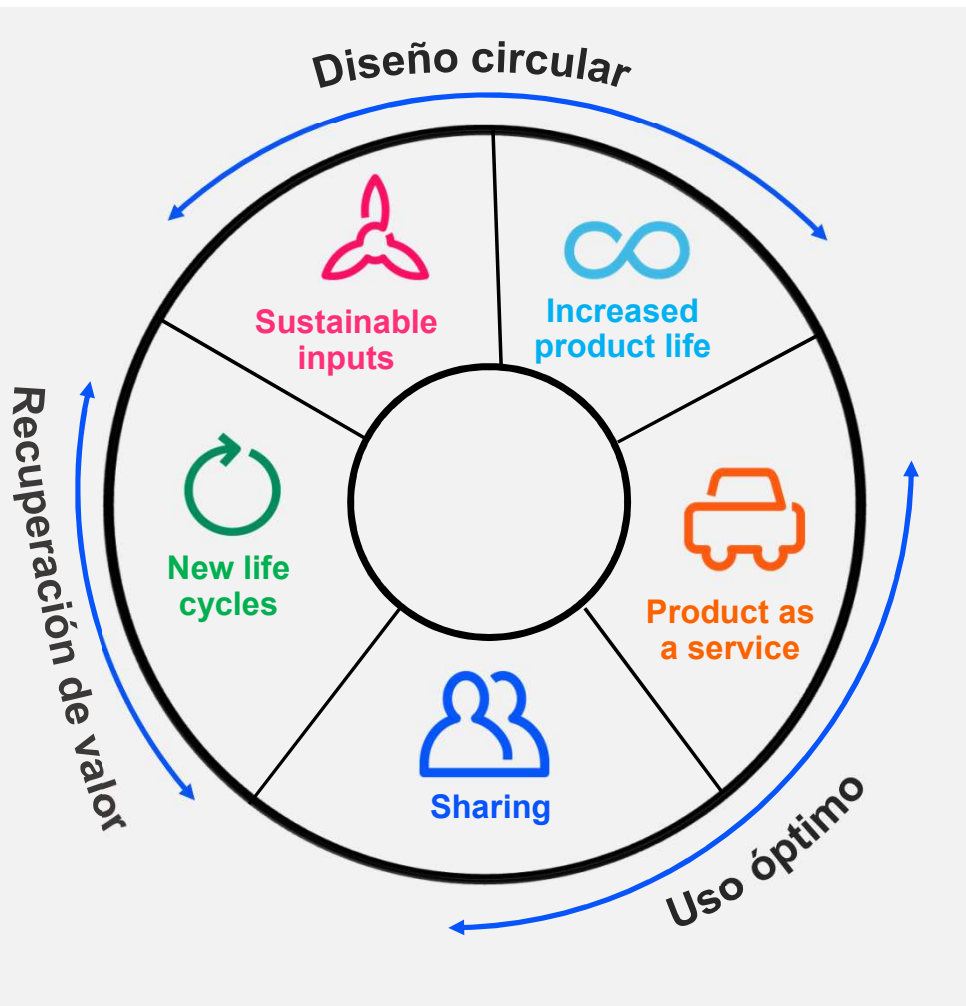 Diseño circular
Sustainable
inputs
Increased
product life
Recuperación de valor
New life
cycles
Product as
a service
Sharing
Uso óptimo